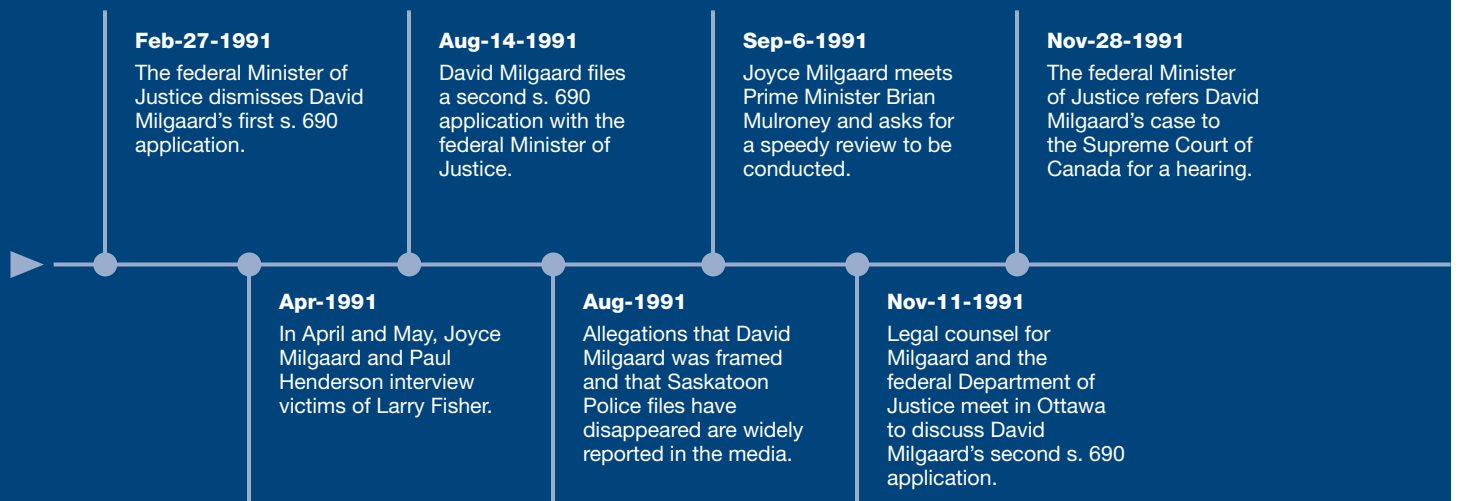 Feb-27-1991
The federal Minister of
Justice dismisses David
Milgaard’s first s. 690
application.
Apr-1991
In April and May, Joyce
Milgaard and Paul
Henderson interview
victims of Larry Fisher.
Aug-14-1991
David Milgaard files
a second s. 690
application with the
federal Minister of
Justice.
Aug-1991
Allegations that David
Milgaard was framed
and that Saskatoon
Police files have
disappeared are widely
reported in the media.
Sep-6-1991
Joyce Milgaard meets
Prime Minister Brian
Mulroney and asks for
a speedy review to be
conducted.
Nov-11-1991
Legal counsel for
Milgaard and the
federal Department of
Justice meet in Ottawa
to discuss David
Milgaard’s second s. 690
application.
Nov-28-1991
The federal Minister
of Justice refers David
Milgaard’s case to
the Supreme Court of
Canada for a hearing.